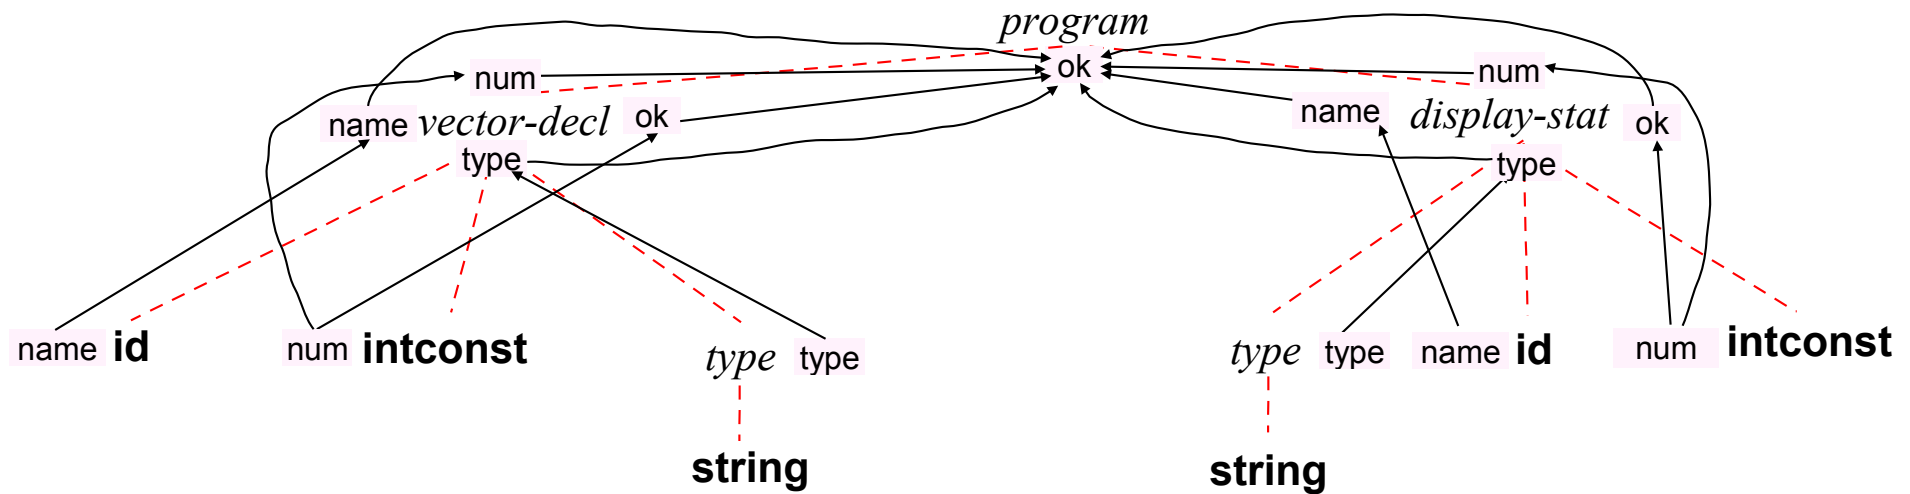 program
num ok num
name vector-decl ok name display-stat ok
type type
name id num intconst type type type type name id num intconst
string string